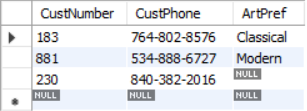 CustNumber CustPhone ArtPref
183 764-802-8576 Classical
881 534-888-6727 Modern
230 840-382-2016 NULL
NULL NULL NULL